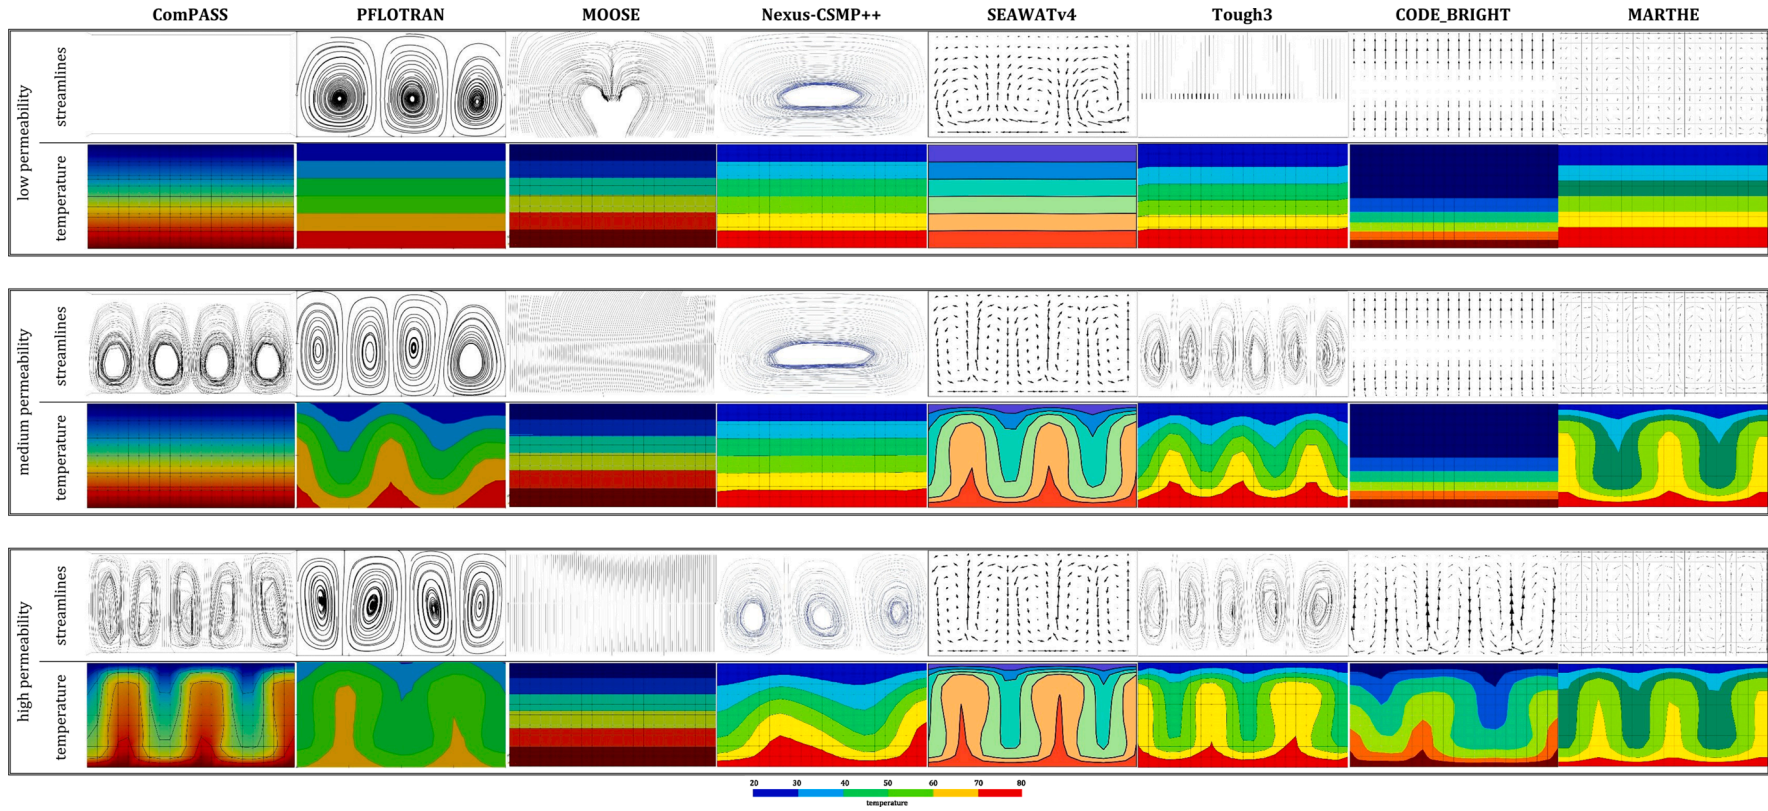 ComPASS PFLOTRAN MOOSE Nexus-CSMP++ SEAWATv4 Tough3 CODE_BRIGHT MARTHE
low permeability
streamlines
temperature
medium permeability
streamlines
temperature
high permeability
streamlines
temperature
20 30 40 50 60 70 80
temperature